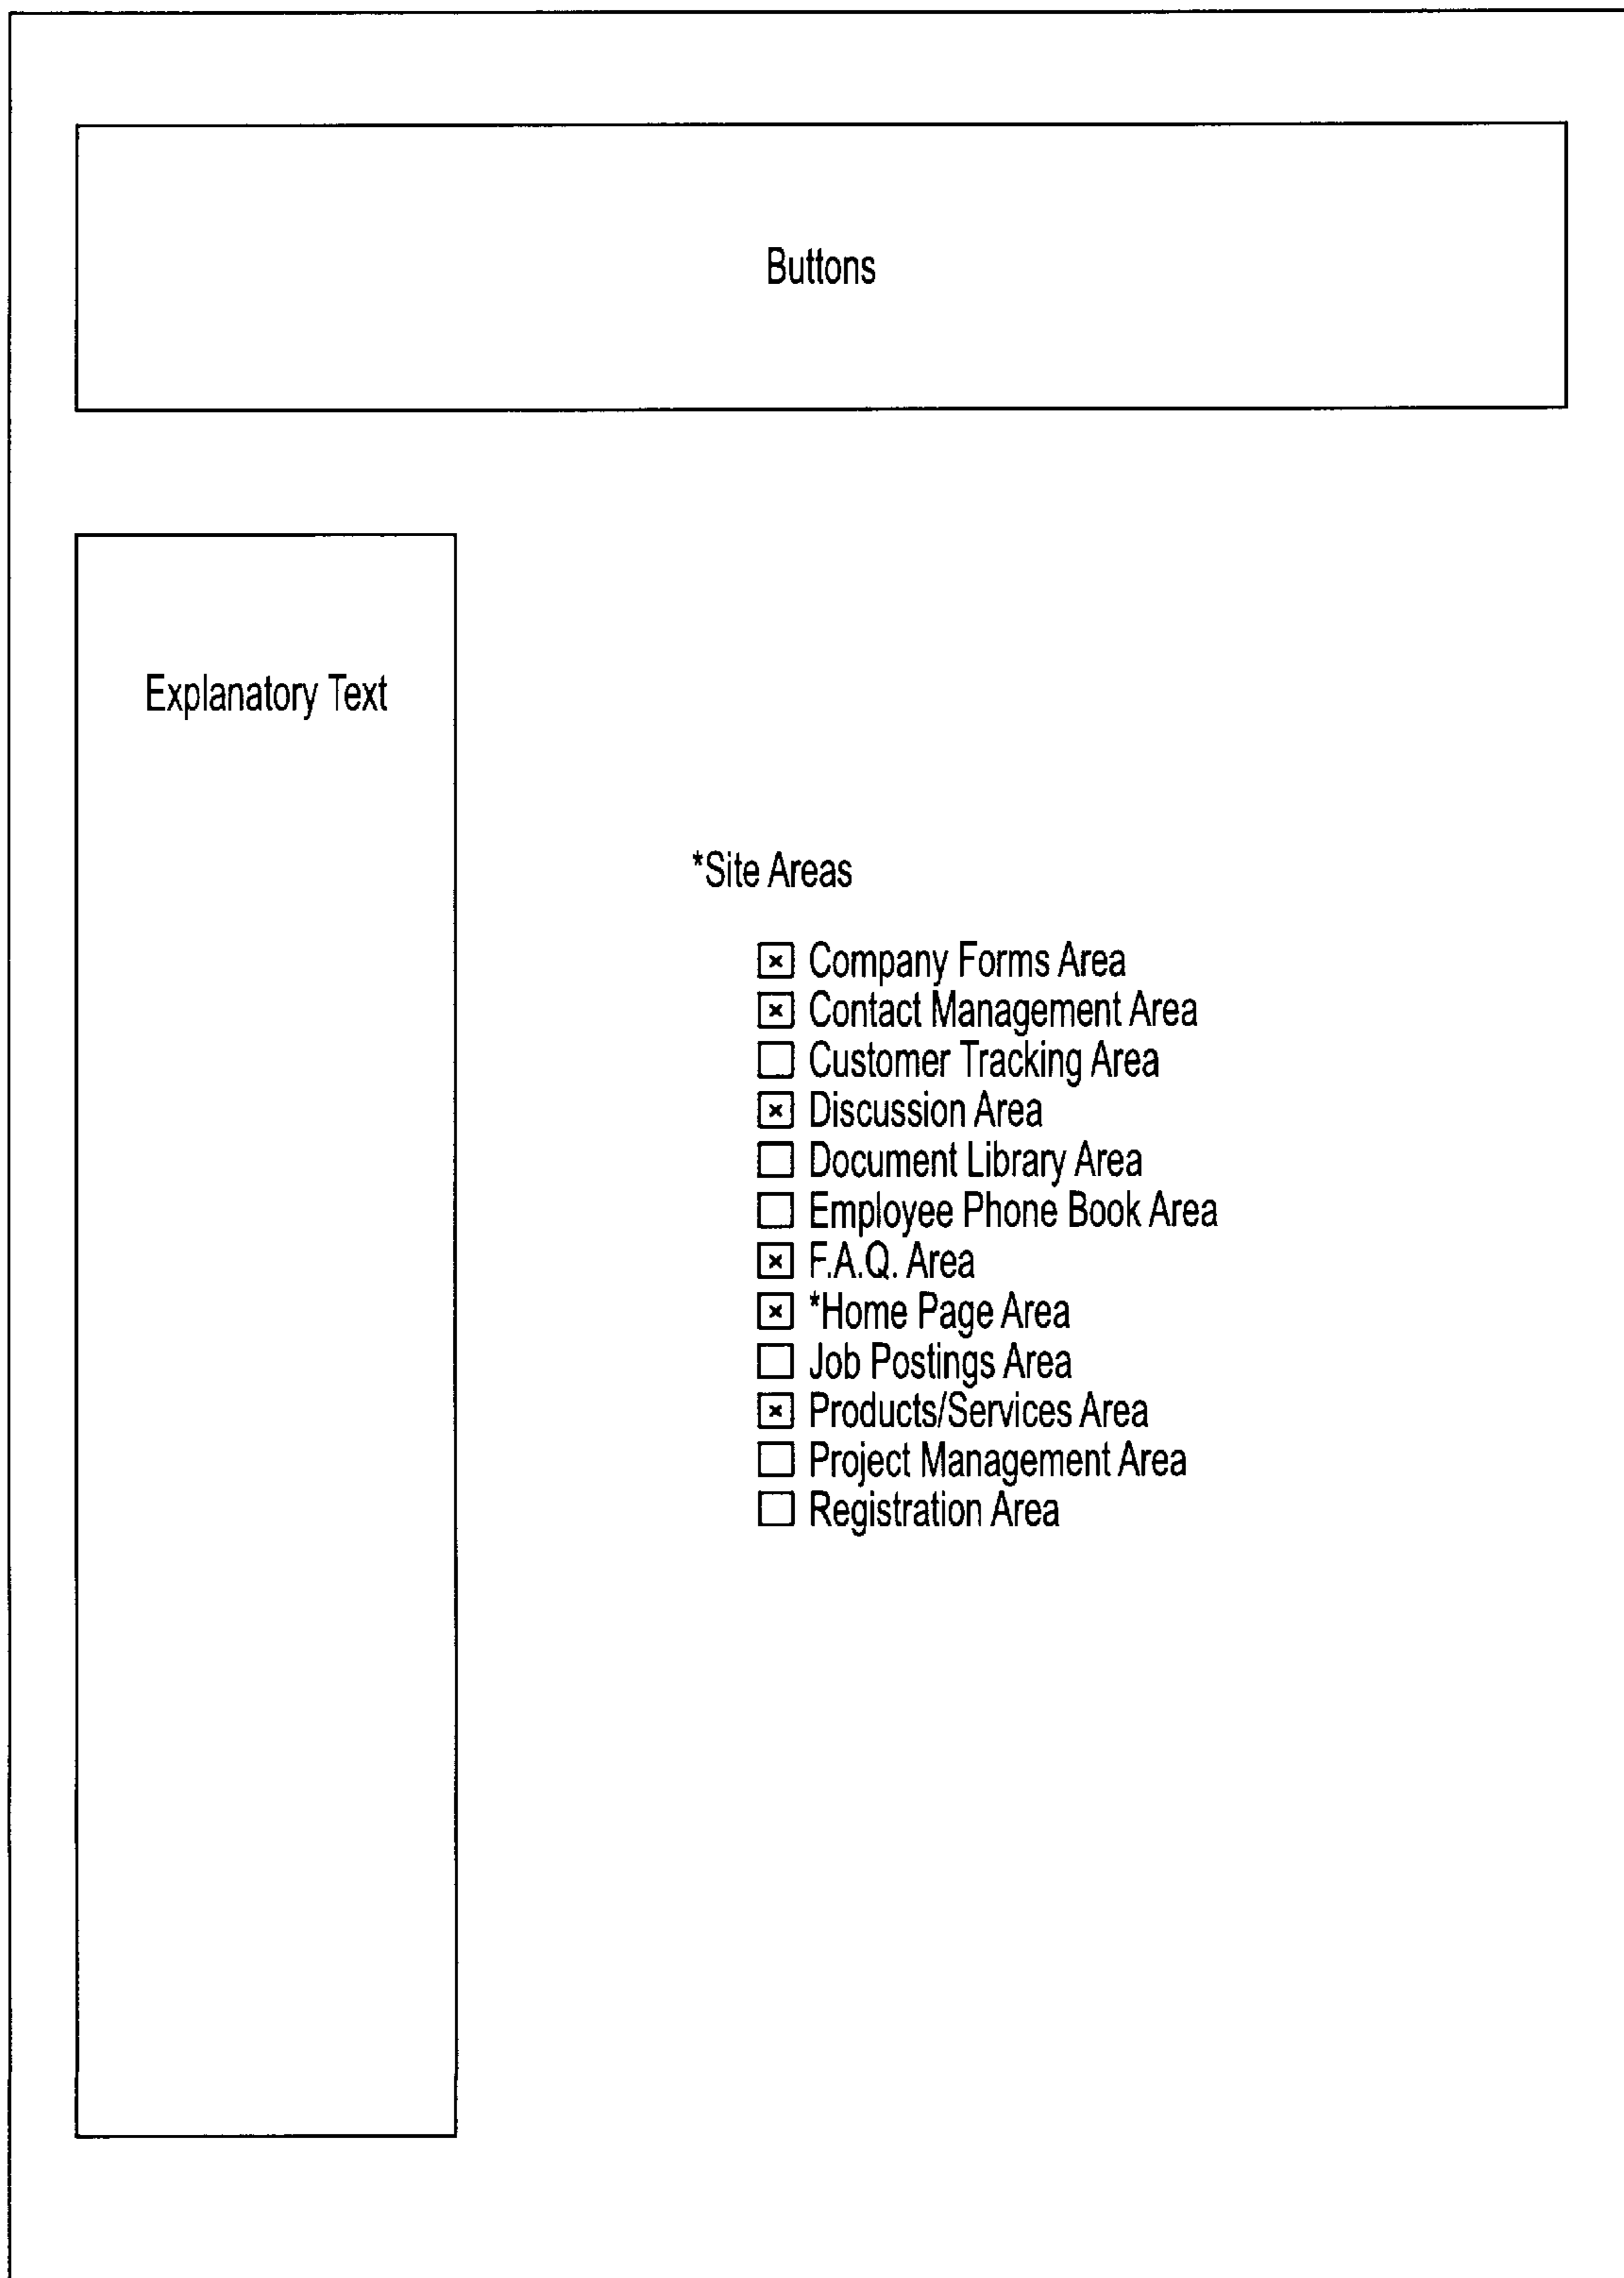 Buttons
Explanatory Text
*Site Areas
Company Forms Area
Contact Management Area
Customer Tracking Area
Discussion Area
Document Library Area
Employee Phone Book Area
F.A.Q. Area
*Home Page Area
Job Postings Area
Products/Services Area
Project Management Area
Registration Area